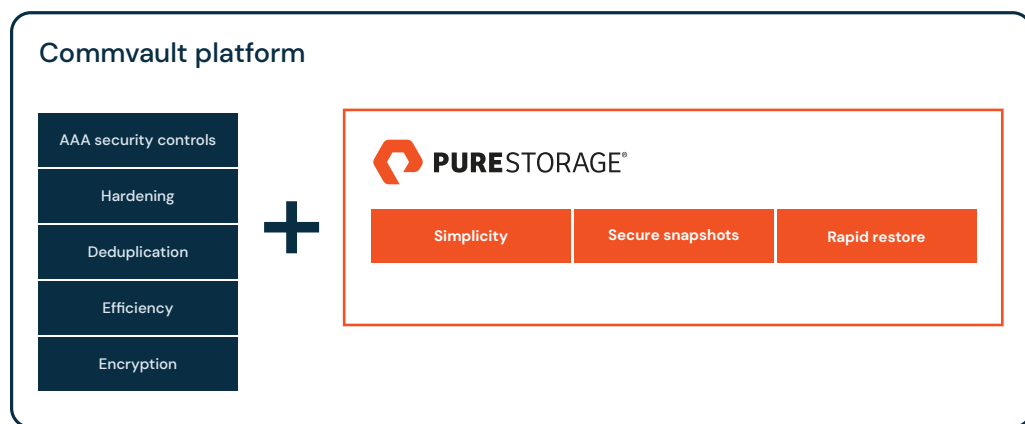 Commvault platform
AAA security controls
Hardening
Deduplication
Efficiency
Encryption
+
PURESTORAGE®
Simplicity
Secure snapshots
Rapid restore